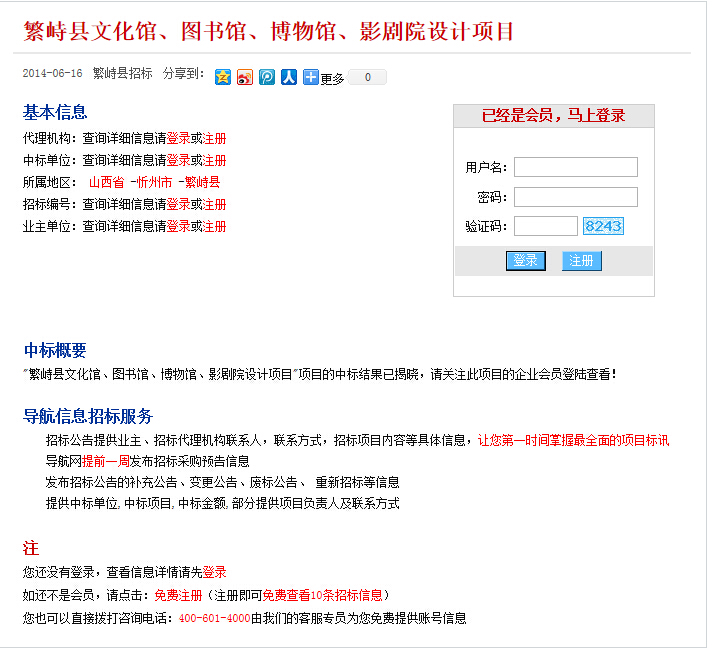 繁峙县文化馆、图书馆、博物馆、影剧院设计项目
2014-06-16 繁峙县招标 分享到： 更多 0
基本信息
代理机构：查询详细信息请登录或注册
中标单位：查询详细信息请登录或注册
所属地区： 山西省 -忻州市 -繁峙县
招标编号：查询详细信息请登录或注册
业主单位：查询详细信息请登录或注册
已经是会员，马上登录
用户名：
密码：
验证码： 8243
登录 注册
中标概要
"繁峙县文化馆、图书馆、博物馆、影剧院设计项目"项目的中标结果已揭晓，请关注此项目的企业会员登陆查看！
导航信息招标服务
招标公告提供业主、招标代理机构联系人，联系方式，招标项目内容等具体信息，让您第一时间掌握最全面的项目标讯
导航网提前一周发布招标采购预告信息
发布招标公告的补充公告、变更公告、废标公告、 重新招标等信息
提供中标单位,中标项目,中标金额,部分提供项目负责人及联系方式
注
您还没有登录，查看信息详情请先登录
如还不是会员，请点击：免费注册（注册即可免费查看10条招标信息）
您也可以直接拨打咨询电话：400-601-4000由我们的客服专员为您免费提供账号信息